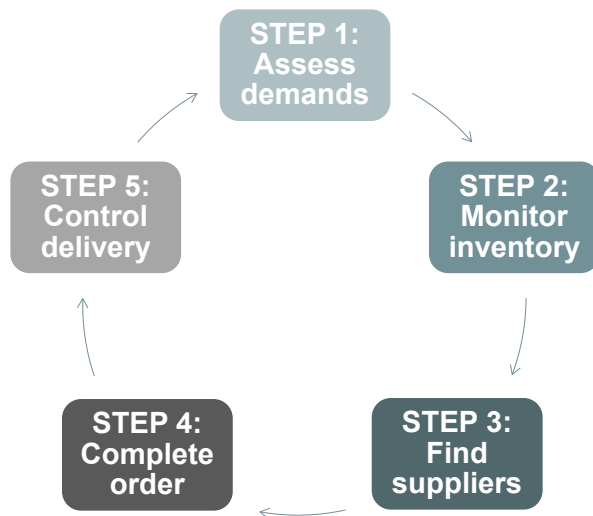 STEP 1:
Assess
demands
STEP 2:
Monitor
inventory
STEP 3:
Find
suppliers
STEP 4:
Complete
order
STEP 5:
Control
delivery